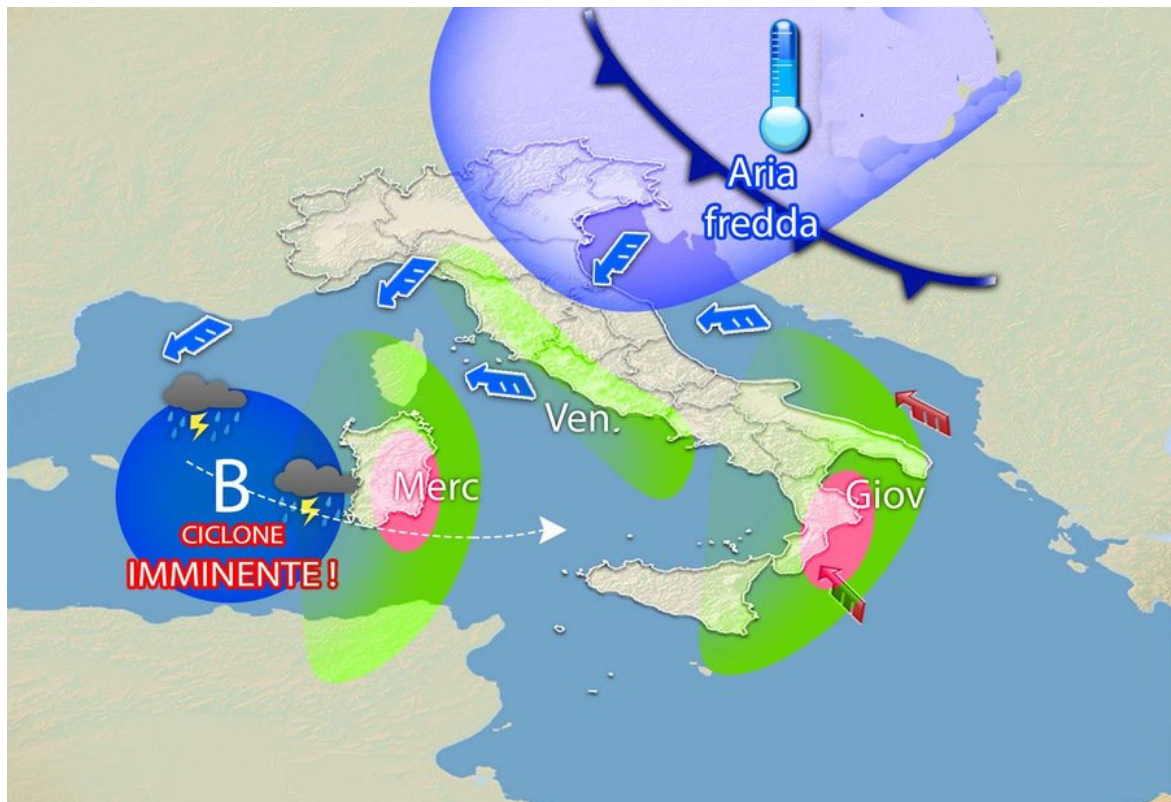 Aria
fredda
Ven.
B
Merc
Giov
CICLONE
IMMINENTE !